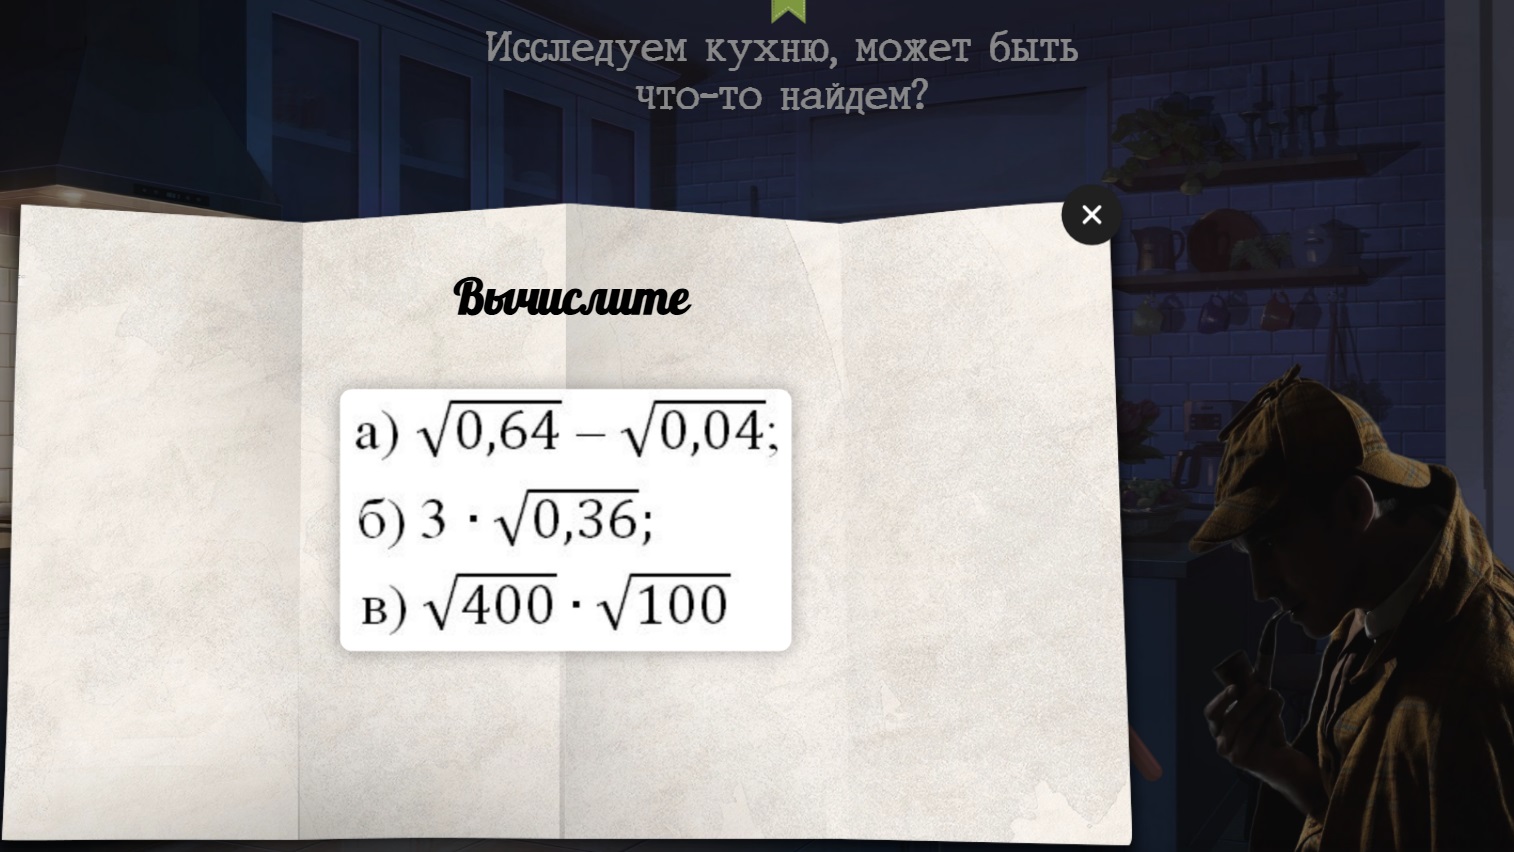 Исследуем кухню, может быть
что-то найдем?
Вычислите
а) √0,64 – √0,04;
б) 3 · √0,36;
в) √400 · √100